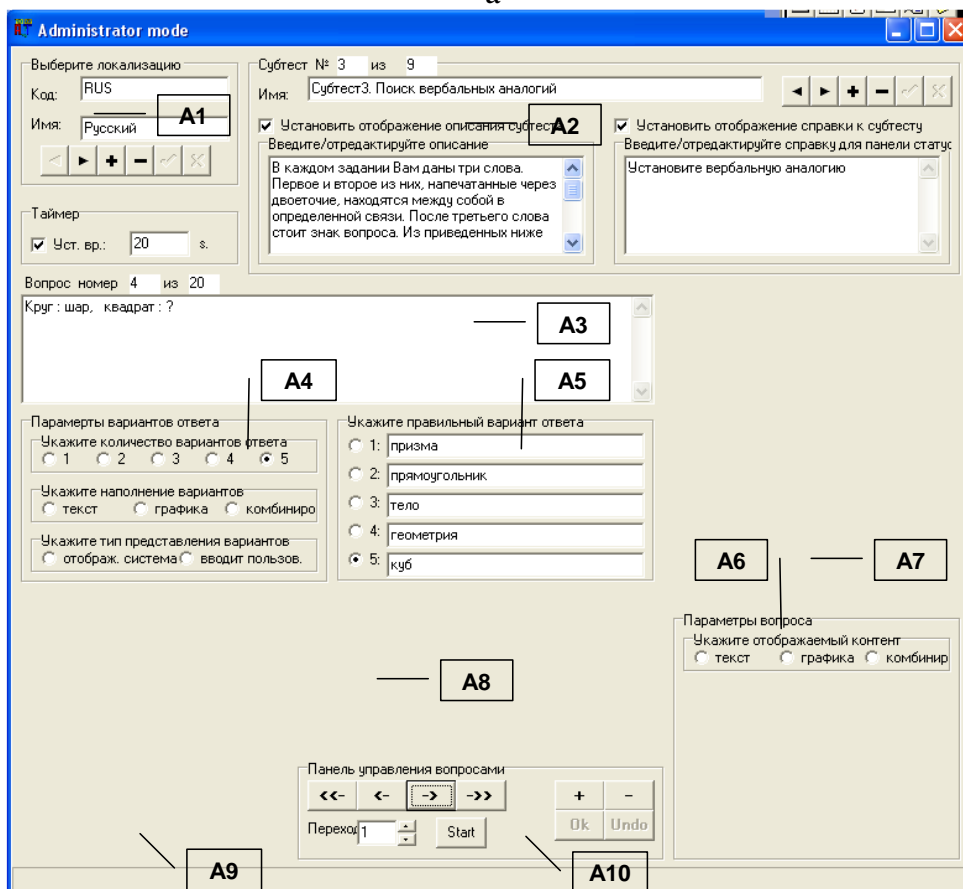 а
Administrator mode
Выберите локализацию
Код: RUS
Имя: Русский
A1
Таймер
Уст. вр.: 20 s.
Субтест № 3 из 9
Имя: Субтест3. Поиск вербальных аналогий
Установить отображение описания субтеста
A2
Введите/отредактируйте описание
В каждом задании Вам даны три слова.
Первое и второе из них, напечатанные через
двоеточие, находятся между собой в
определенной связи. После третьего слова
стоит знак вопроса. Из приведенных ниже
Установить отображение справки к субтесту
Введите/отредактируйте справку для панели статус
Установите вербальную аналогию
Вопрос номер 4 из 20
Круг : шар, квадрат : ?
A3
A4
A5
Парамерты вариантов ответа
Укажите количество вариантов ответа
1 2 3 4 5
Укажите наполнение вариантов
текст графика комбиниро
Укажите тип представления вариантов
отображ. система вводит пользов.
Укажите правильный вариант ответа
1: призма
2: прямоугольник
3: тело
4: геометрия
5: куб
A6
A7
Параметры вопроса
Укажите отображаемый контент
текст графика комбинир
A8
Панель управления вопросами
<<- <- -> ->> + -
Переход 1 Start Ok Undo
A9
A10